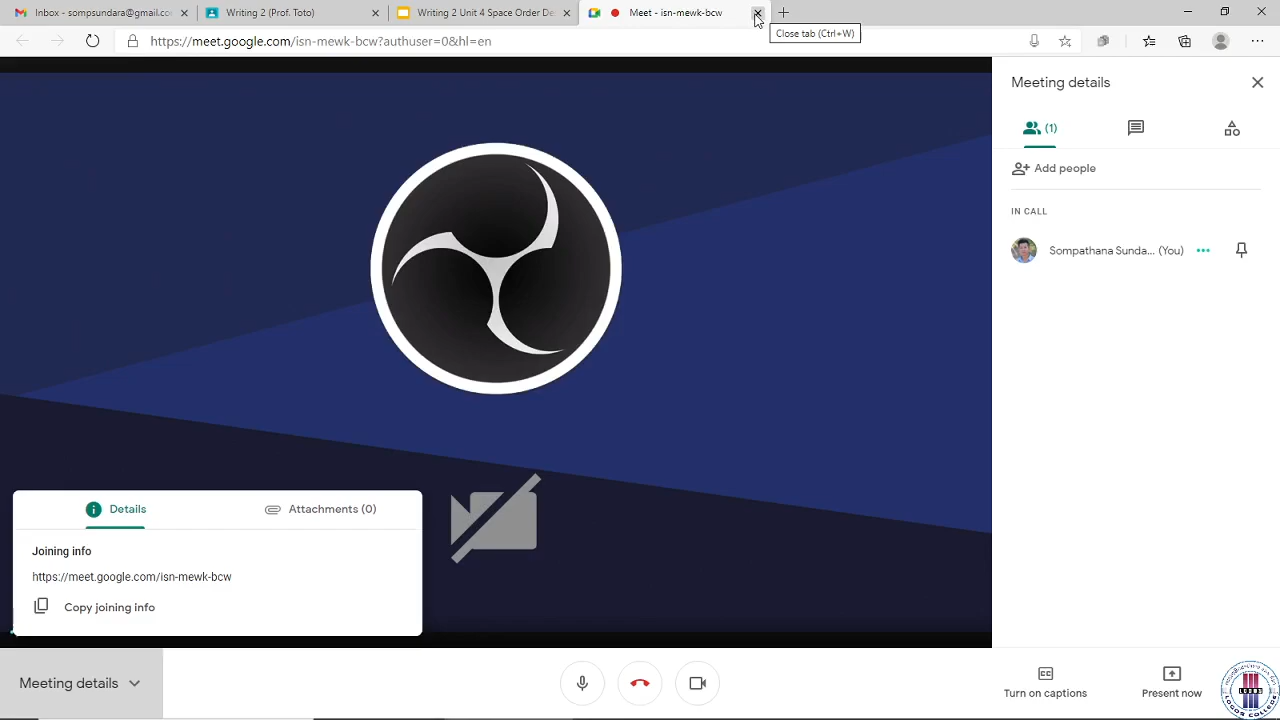 Inbox - sompsundara@gmail.co
Writing 2 (Prof. Toto)
Writing 2 Unit 4 Space Order De
Meet - isn-mewk-bcw
Close tab (Ctrl+W)
https://meet.google.com/isn-mewk-bcw?authuser=0&hl=en
Meeting details
(1)
Add people
IN CALL
Sompathana Sunda... (You)
Details
Attachments (0)
Joining info
https://meet.google.com/isn-mewk-bcw
Copy joining info
Meeting details
Turn on captions
Present now